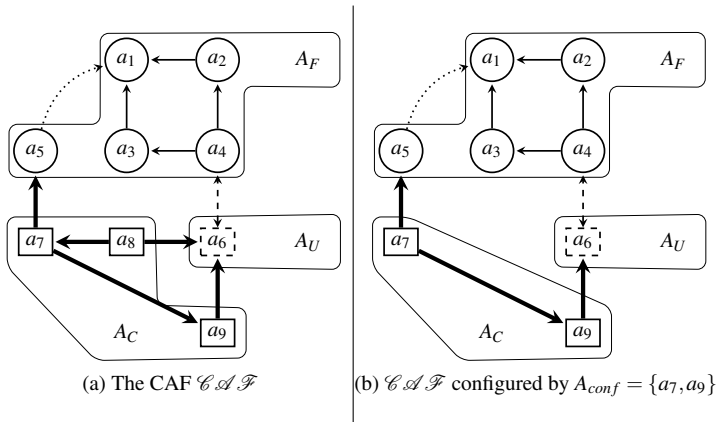 a₁ a₂ A_F
a₅ a₃ a₄
a₇ a₈ a₆ A_U
A_C a₉
(a) The CAF 𝒞𝒜ℱ
a₁ a₂ A_F
a₅ a₃ a₄
a₇ a₆ A_U
A_C a₉
(b) 𝒞𝒜ℱ configured by A_conf = {a₇, a₉}